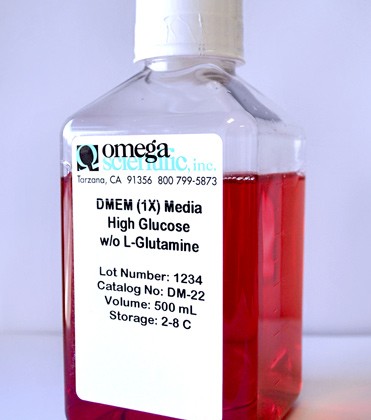 Ω omega
scientific, inc.
Tarzana, CA 91356 800 799-5873
DMEM (1X) Media
High Glucose
w/o L-Glutamine
Lot Number: 1234
Catalog No: DM-22
Volume: 500 mL
Storage: 2-8 C